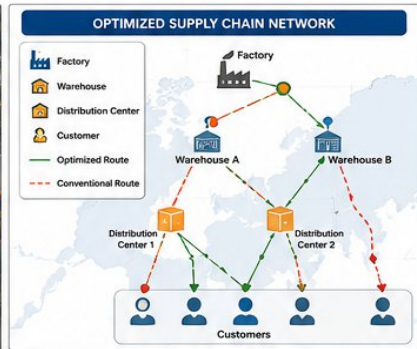 OPTIMIZED SUPPLY CHAIN NETWORK
Factory
Warehouse
Distribution Center
Customer
Optimized Route
Conventional Route
Factory
Warehouse A
Warehouse B
Distribution
Center 1
Distribution
Center 2
Customers